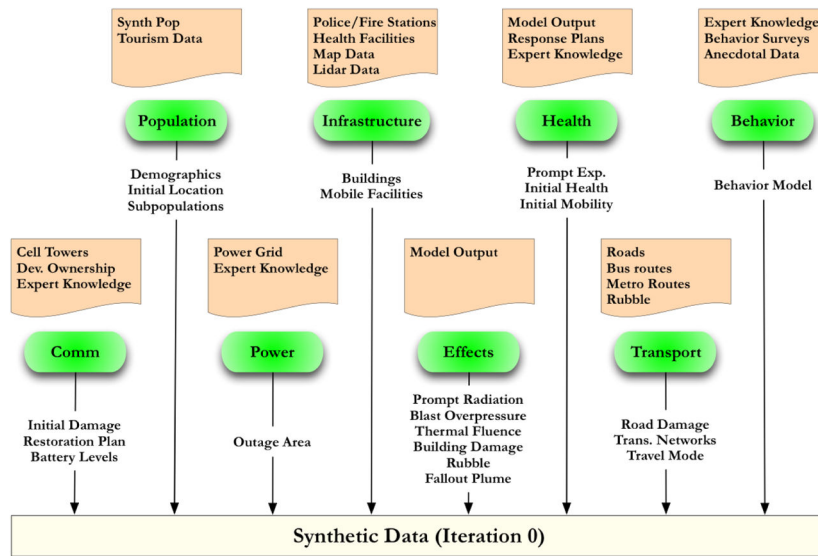 Synth Pop
Tourism Data
Police/Fire Stations
Health Facilities
Map Data
Lidar Data
Model Output
Response Plans
Expert Knowledge
Expert Knowledge
Behavior Surveys
Anecdotal Data
Population
Infrastructure
Health
Behavior
Demographics
Initial Location
Subpopulations
Buildings
Mobile Facilities
Prompt Exp.
Initial Health
Initial Mobility
Behavior Model
Cell Towers
Dev. Ownership
Expert Knowledge
Power Grid
Expert Knowledge
Model Output
Roads
Bus routes
Metro Routes
Rubble
Comm
Power
Effects
Transport
Initial Damage
Restoration Plan
Battery Levels
Outage Area
Prompt Radiation
Blast Overpressure
Thermal Fluence
Building Damage
Rubble
Fallout Plume
Road Damage
Trans. Networks
Travel Mode
Synthetic Data (Iteration 0)